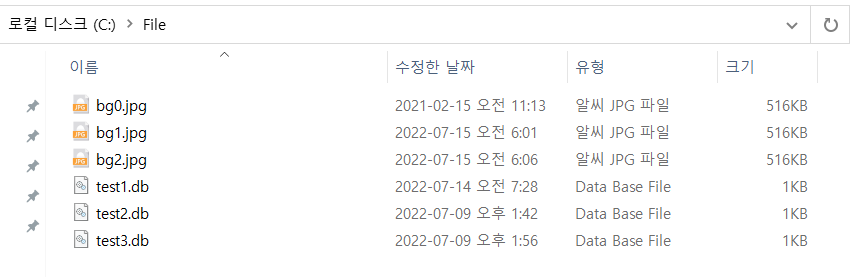 로컬 디스크 (C:) > File
이름 수정한 날짜 유형 크기
JPG bg0.jpg 2021-02-15 오전 11:13 알씨 JPG 파일 516KB
JPG bg1.jpg 2022-07-15 오전 6:01 알씨 JPG 파일 516KB
JPG bg2.jpg 2022-07-15 오전 6:06 알씨 JPG 파일 516KB
test1.db 2022-07-14 오전 7:28 Data Base File 1KB
test2.db 2022-07-09 오후 1:42 Data Base File 1KB
test3.db 2022-07-09 오후 1:56 Data Base File 1KB